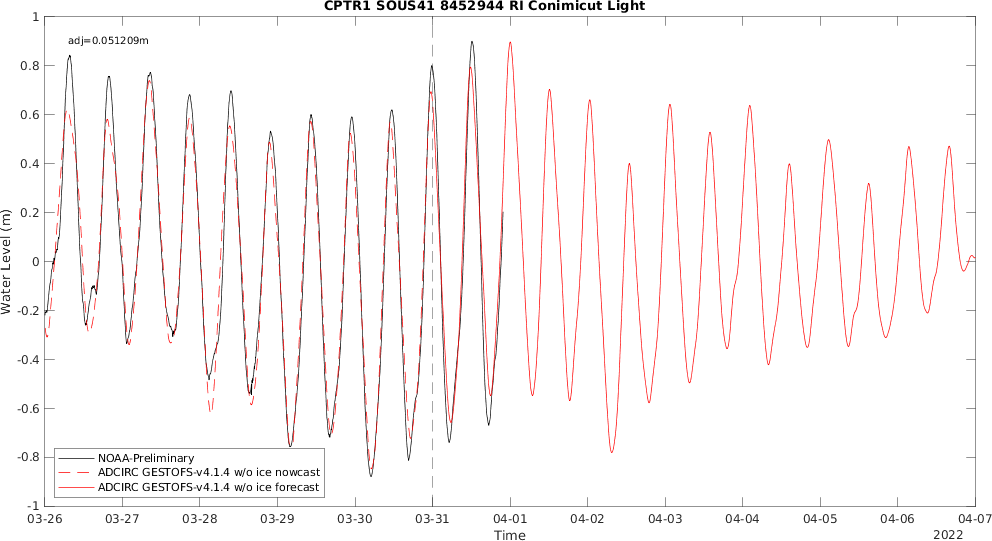 CPTR1 SOUS41 8452944 RI Conimicut Light
adj=0.051209m
Water Level (m)
1
0.8
0.6
0.4
0.2
0
-0.2
-0.4
-0.6
-0.8
-1
NOAA-Preliminary
ADCIRC GESTOFS-v4.1.4 w/o ice nowcast
ADCIRC GESTOFS-v4.1.4 w/o ice forecast
03-26 03-27 03-28 03-29 03-30 03-31 04-01 04-02 04-03 04-04 04-05 04-06 04-07
Time
2022